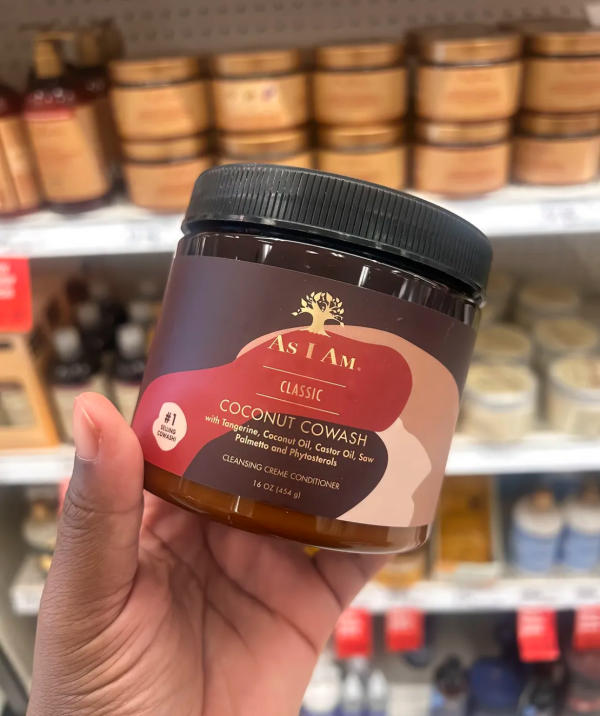 As I Am®
CLASSIC
COCONUT COWASH
with Tangerine, Coconut Oil, Castor Oil, Saw
Palmetto and Phytosterols
CLEANSING CREME CONDITIONER
16 OZ (454 g)
#1
SELLING
COWASH!